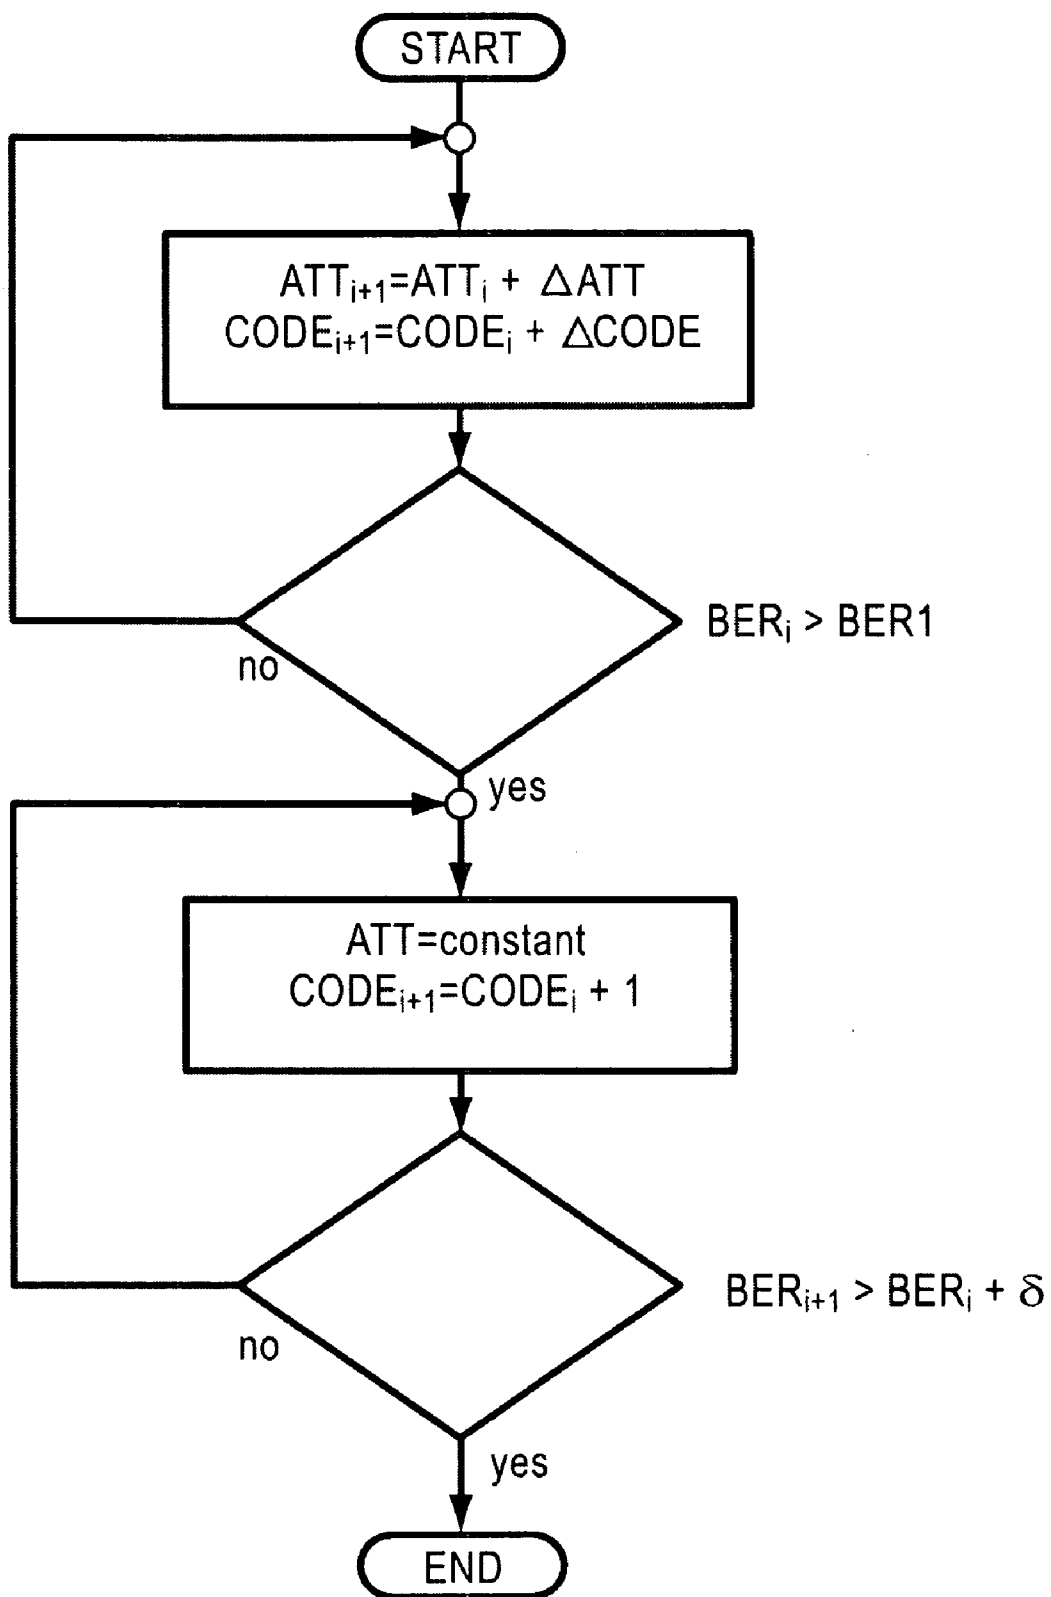 START
ATTᵢ₊₁=ATTᵢ + ΔATT
CODEᵢ₊₁=CODEᵢ + ΔCODE
BERᵢ > BER1
no
yes
ATT=constant
CODEᵢ₊₁=CODEᵢ + 1
BERᵢ₊₁ > BERᵢ + δ
no
yes
END